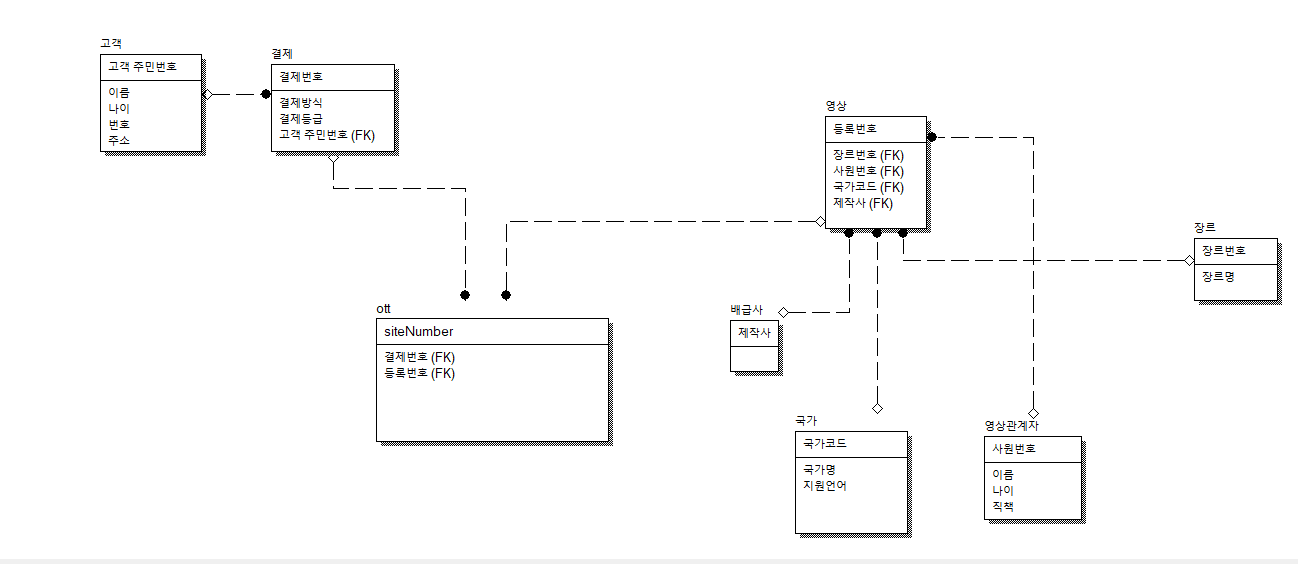 고객
고객 주민번호
이름
나이
번호
주소
결제
결제번호
결제방식
결제등급
고객 주민번호 (FK)
영상
등록번호
장르번호 (FK)
사원번호 (FK)
국가코드 (FK)
제작사 (FK)
장르
장르번호
장르명
ott
siteNumber
결제번호 (FK)
등록번호 (FK)
배급사
제작사
국가
국가코드
국가명
지원언어
영상관계자
사원번호
이름
나이
직책